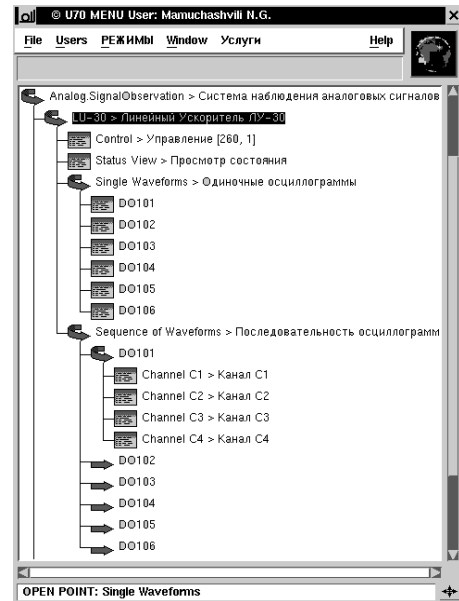 © U70 MENU User: Mamuchashvili N.G.
File Users РЕЖИМЫ Window Услуги Help
Analog.SignalObservation > Система наблюдения аналоговых сигналов
LU-30 > Линейный Ускоритель ЛУ-30
Control > Управление [260, 1]
Status View > Просмотр состояния
Single Waveforms > Одиночные осциллограммы
DO101
DO102
DO103
DO104
DO105
DO106
Sequence of Waveforms > Последовательность осциллограмм
DO101
Channel C1 > Канал C1
Channel C2 > Канал C2
Channel C3 > Канал C3
Channel C4 > Канал C4
DO102
DO103
DO104
DO105
DO106
OPEN POINT: Single Waveforms